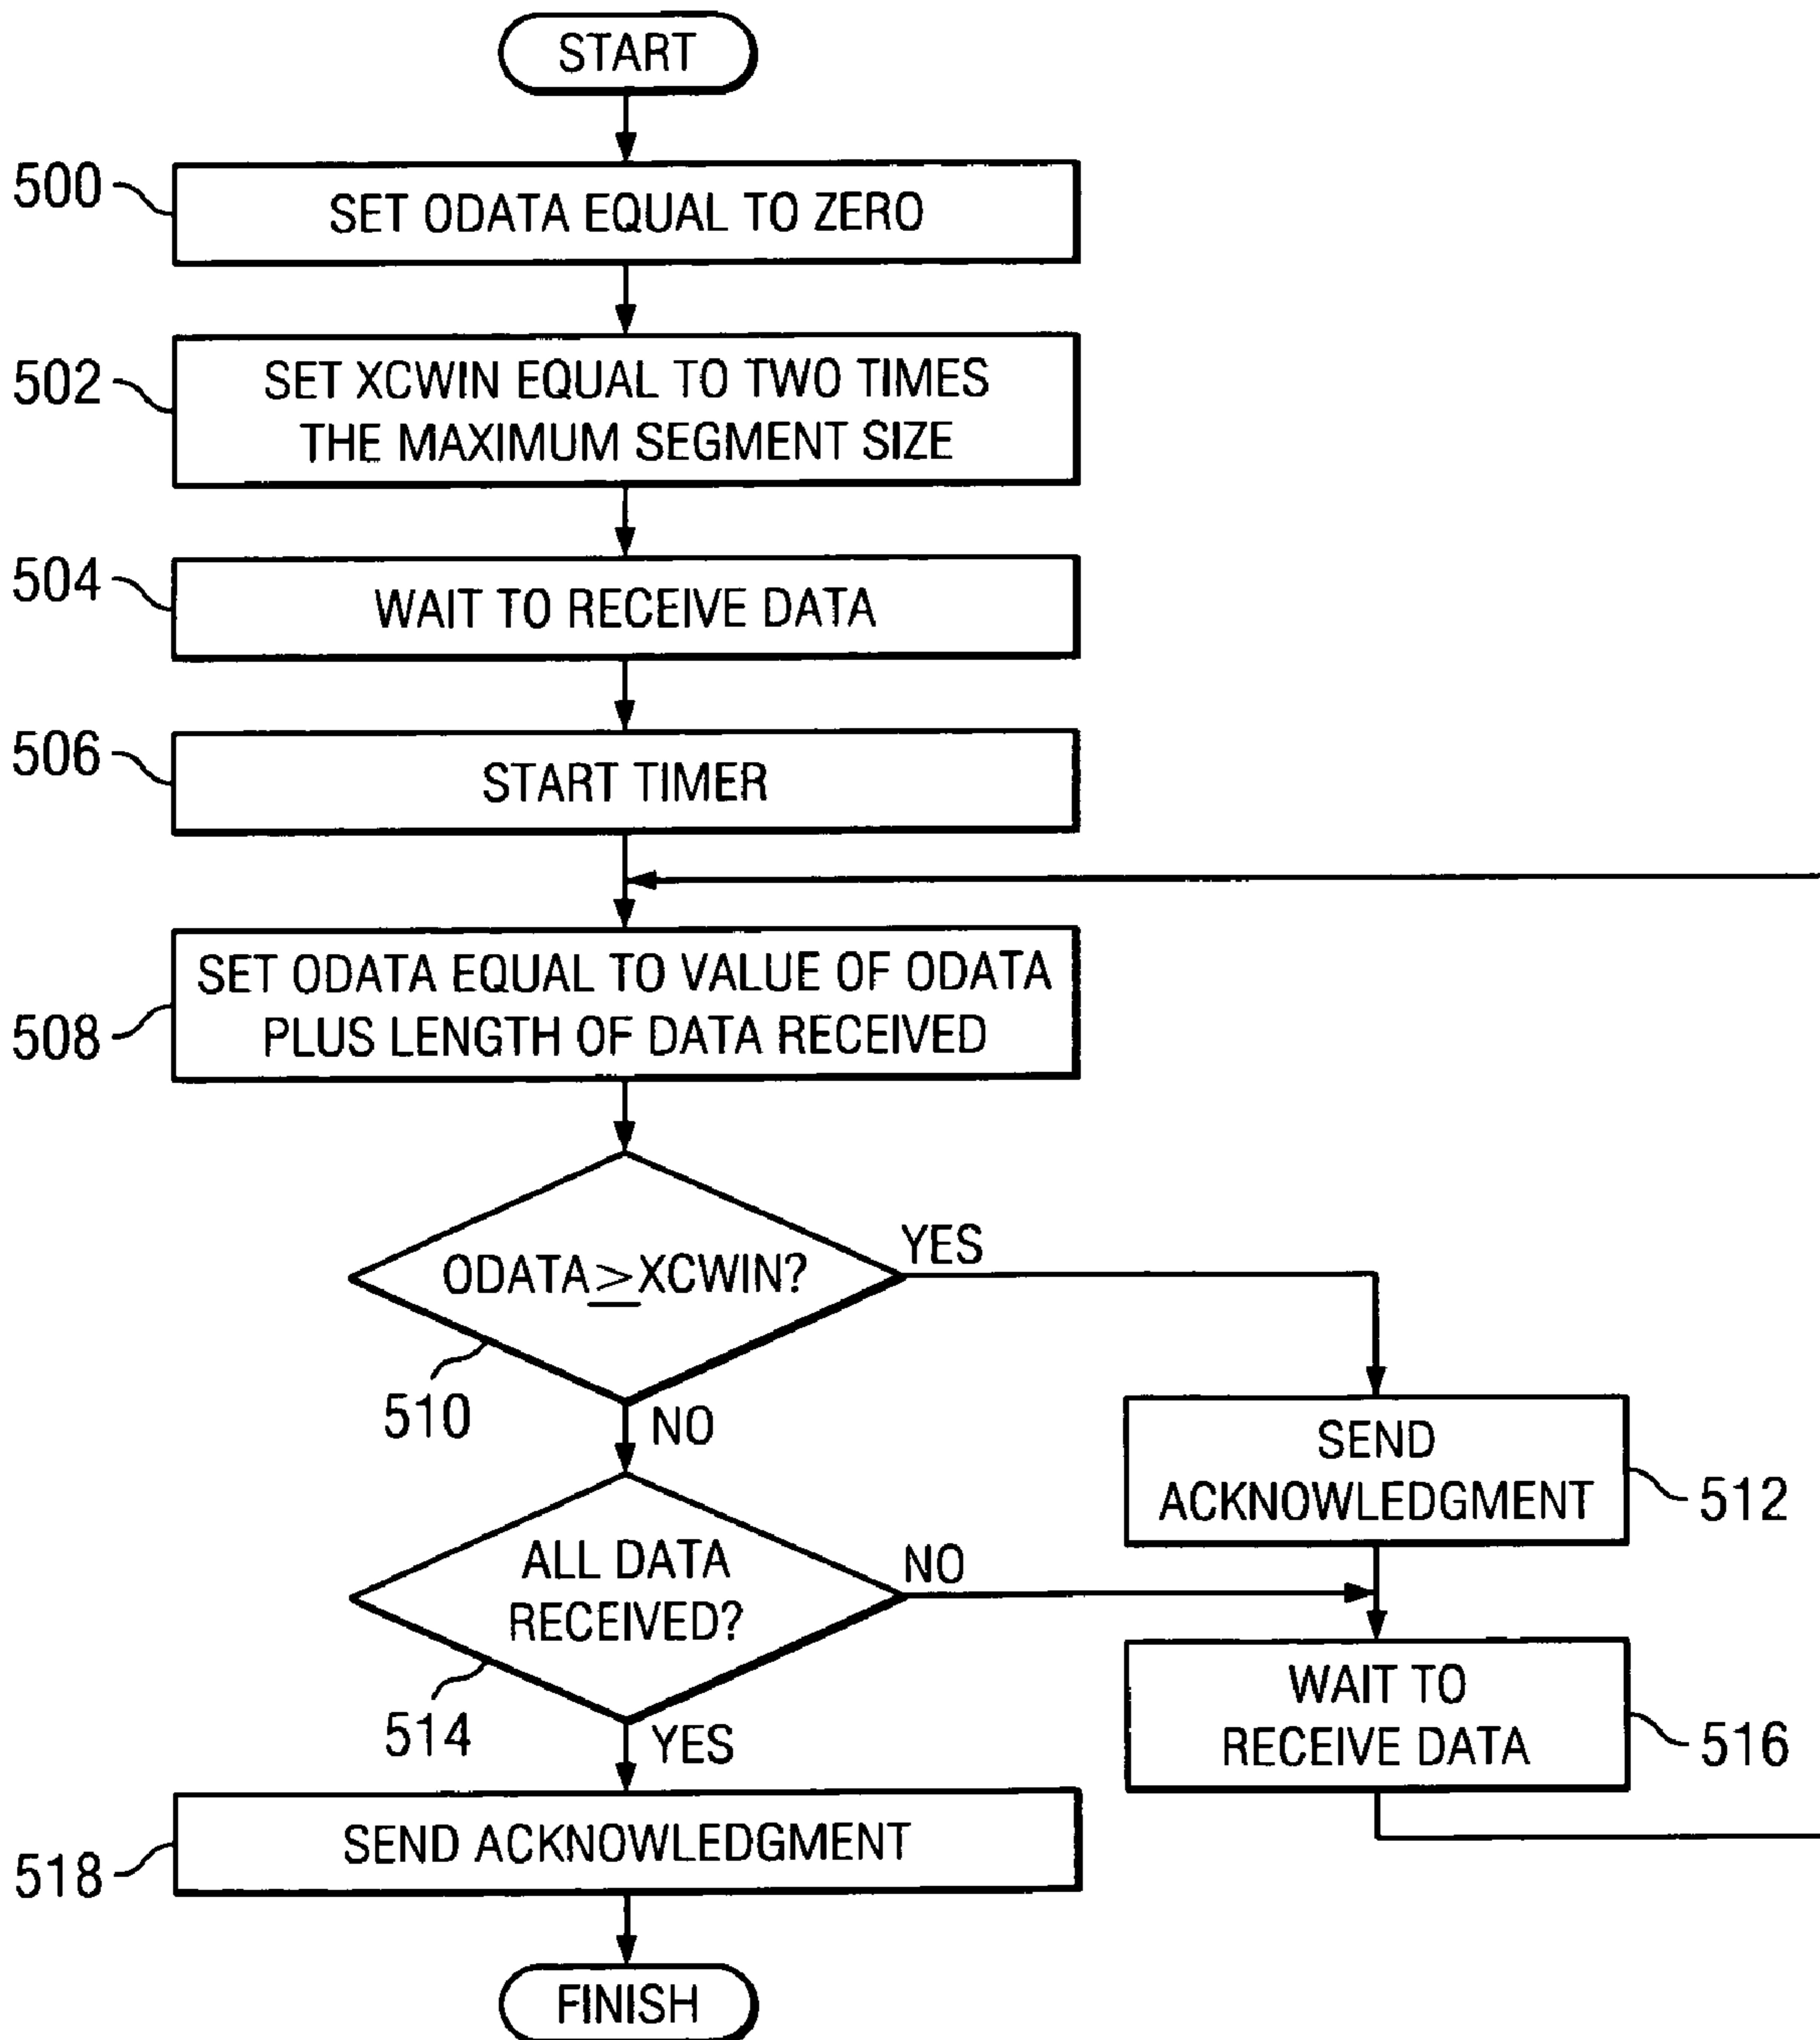 START
500
SET ODATA EQUAL TO ZERO
502
SET XCWIN EQUAL TO TWO TIMES
THE MAXIMUM SEGMENT SIZE
504
WAIT TO RECEIVE DATA
506
START TIMER
508
SET ODATA EQUAL TO VALUE OF ODATA
PLUS LENGTH OF DATA RECEIVED
ODATA≥XCWIN?
YES
510
NO
SEND
ACKNOWLEDGMENT
512
ALL DATA
RECEIVED?
NO
514
YES
WAIT TO
RECEIVE DATA
516
518
SEND ACKNOWLEDGMENT
FINISH